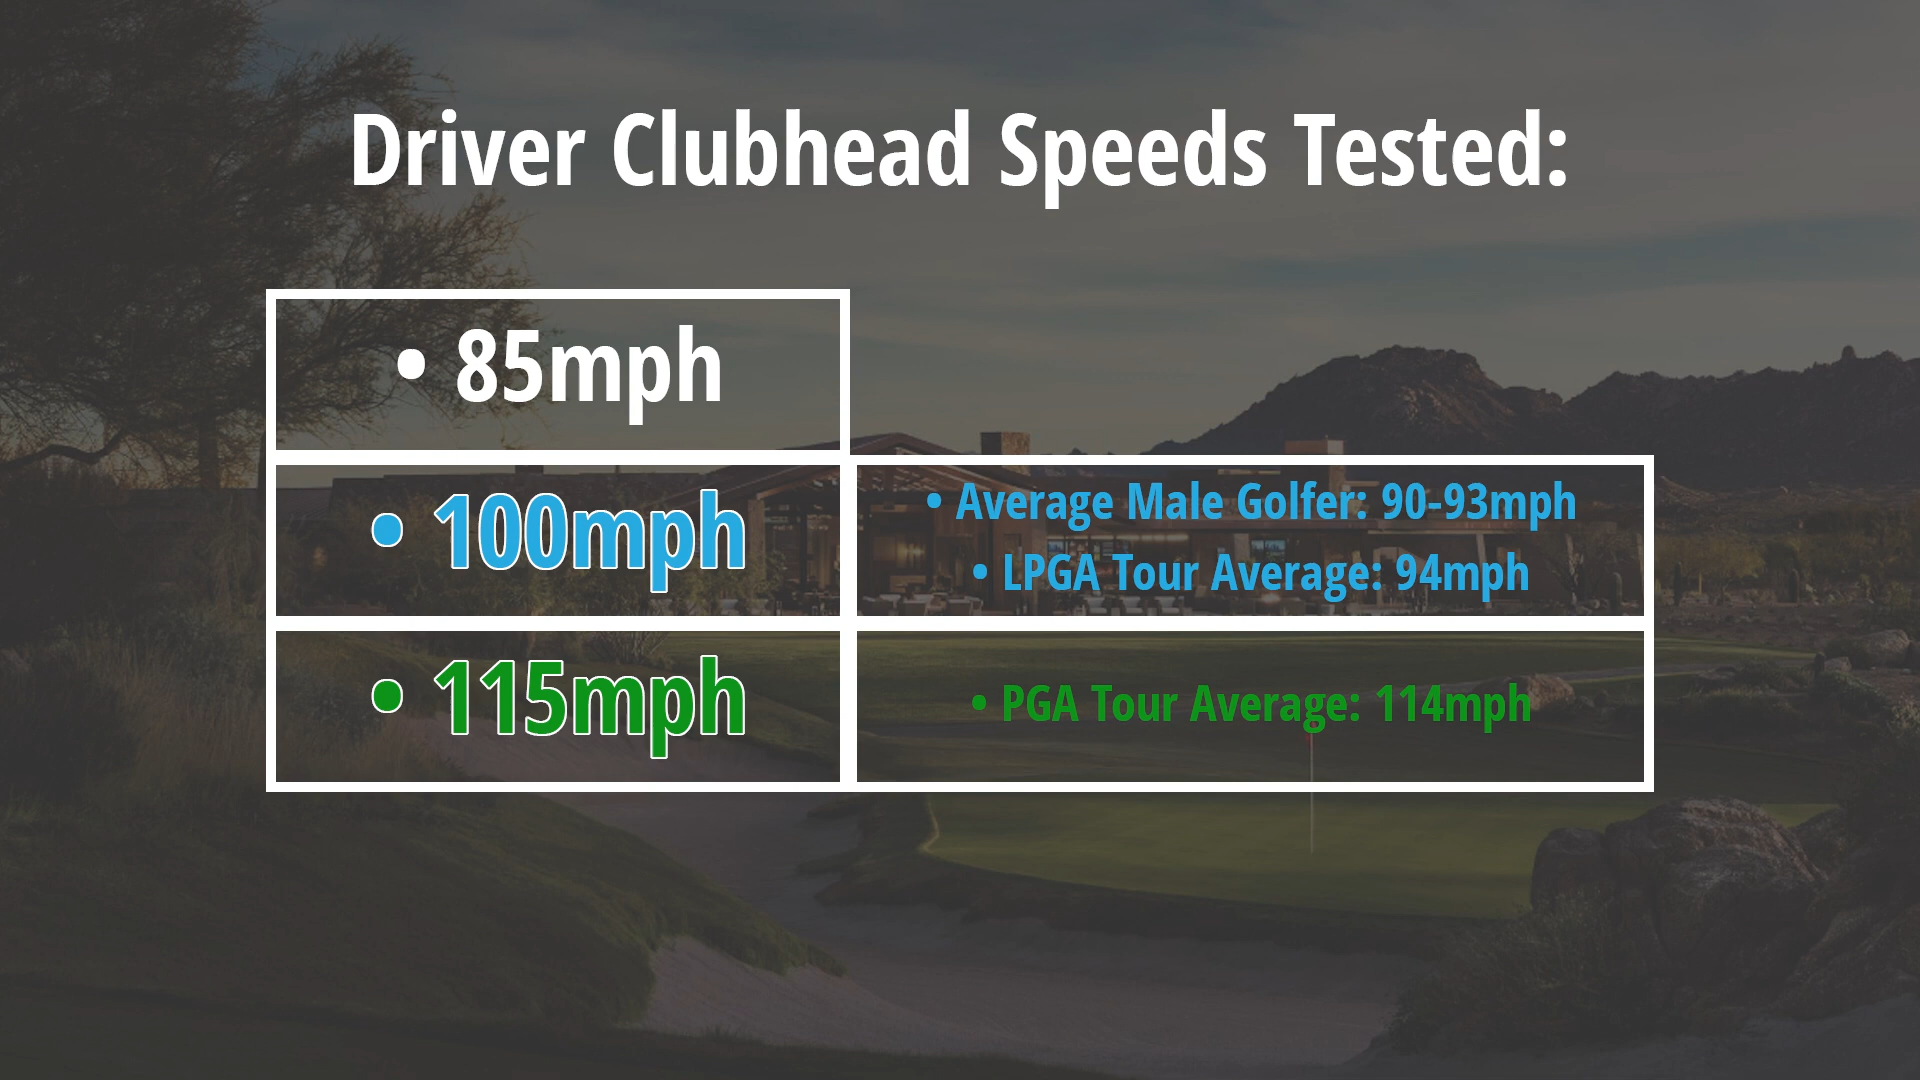 Driver Clubhead Speeds Tested:
• 85mph
• 100mph
• Average Male Golfer: 90-93mph
• LPGA Tour Average: 94mph
• 115mph
• PGA Tour Average: 114mph